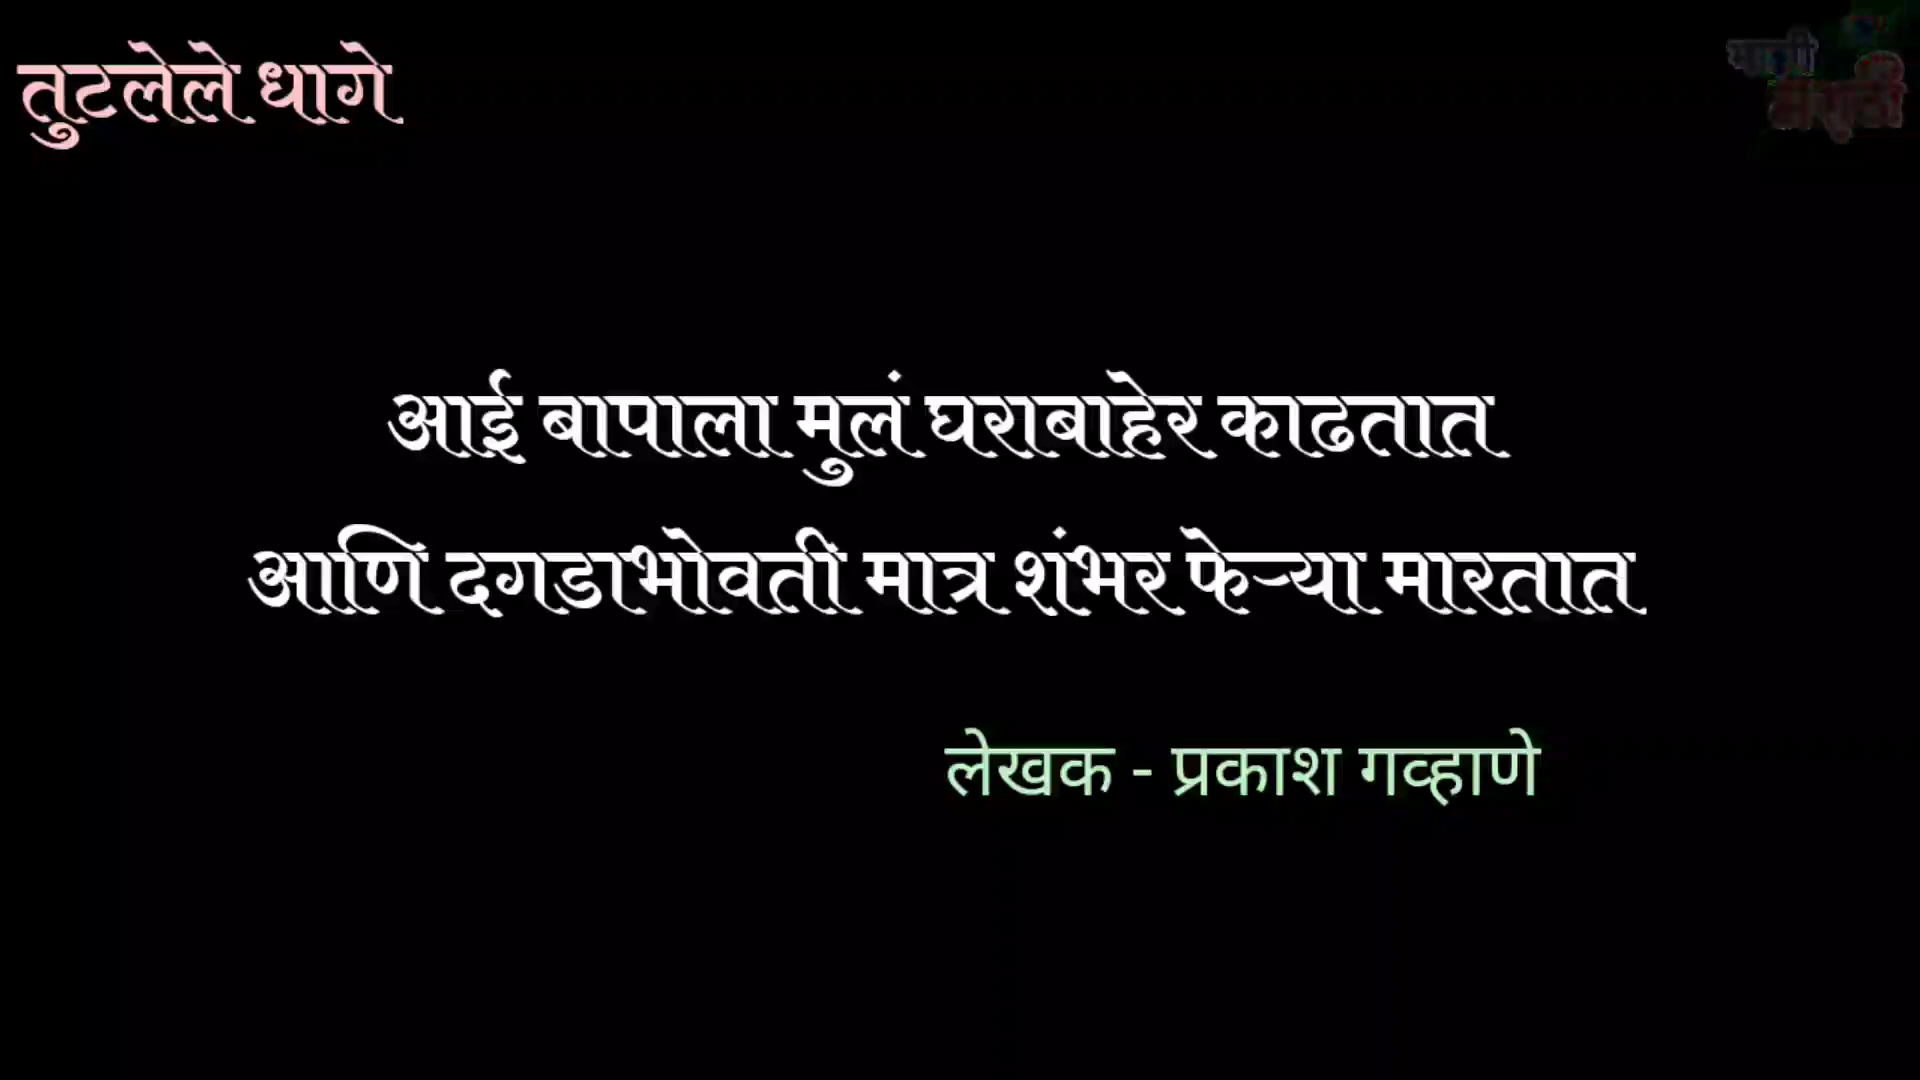 तुटलेले धागे
आई बापाला मुलं घराबाहेर काढतात
आणि दगडाभोवती मात्र शंभर फेऱ्या मारतात
लेखक - प्रकाश गव्हाणे